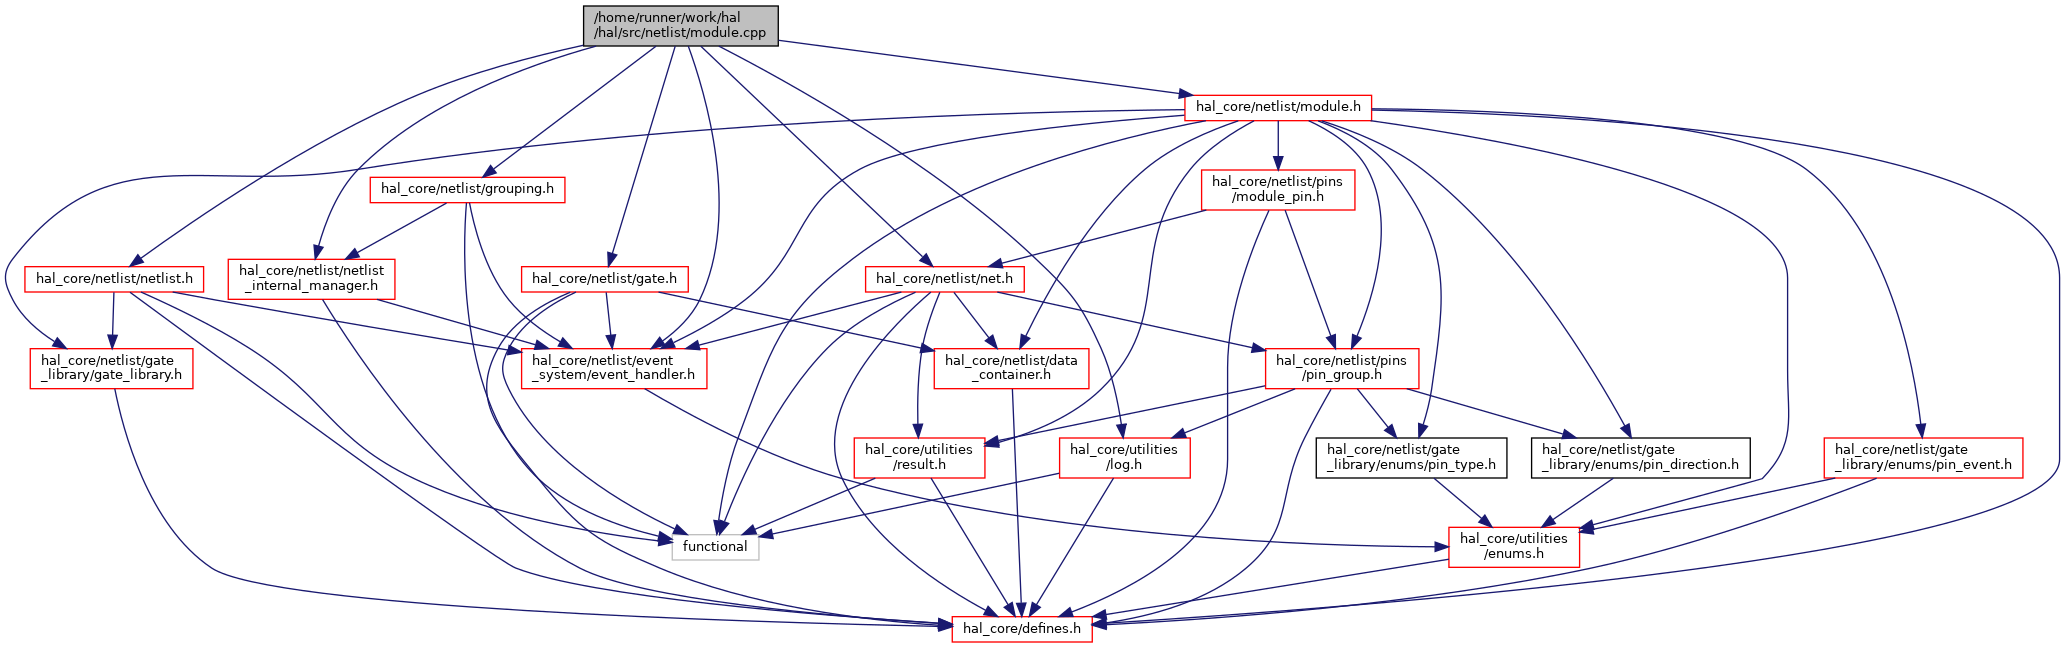 /home/runner/work/hal
/hal/src/netlist/module.cpp
hal_core/netlist/module.h
hal_core/netlist/grouping.h
hal_core/netlist/pins
/module_pin.h
hal_core/netlist/netlist.h
hal_core/netlist/netlist
_internal_manager.h
hal_core/netlist/gate.h
hal_core/netlist/net.h
hal_core/netlist/gate
_library/gate_library.h
hal_core/netlist/event
_system/event_handler.h
hal_core/netlist/data
_container.h
hal_core/netlist/pins
/pin_group.h
hal_core/utilities
/result.h
hal_core/utilities
/log.h
hal_core/netlist/gate
_library/enums/pin_type.h
hal_core/netlist/gate
_library/enums/pin_direction.h
hal_core/netlist/gate
_library/enums/pin_event.h
functional
hal_core/utilities
/enums.h
hal_core/defines.h